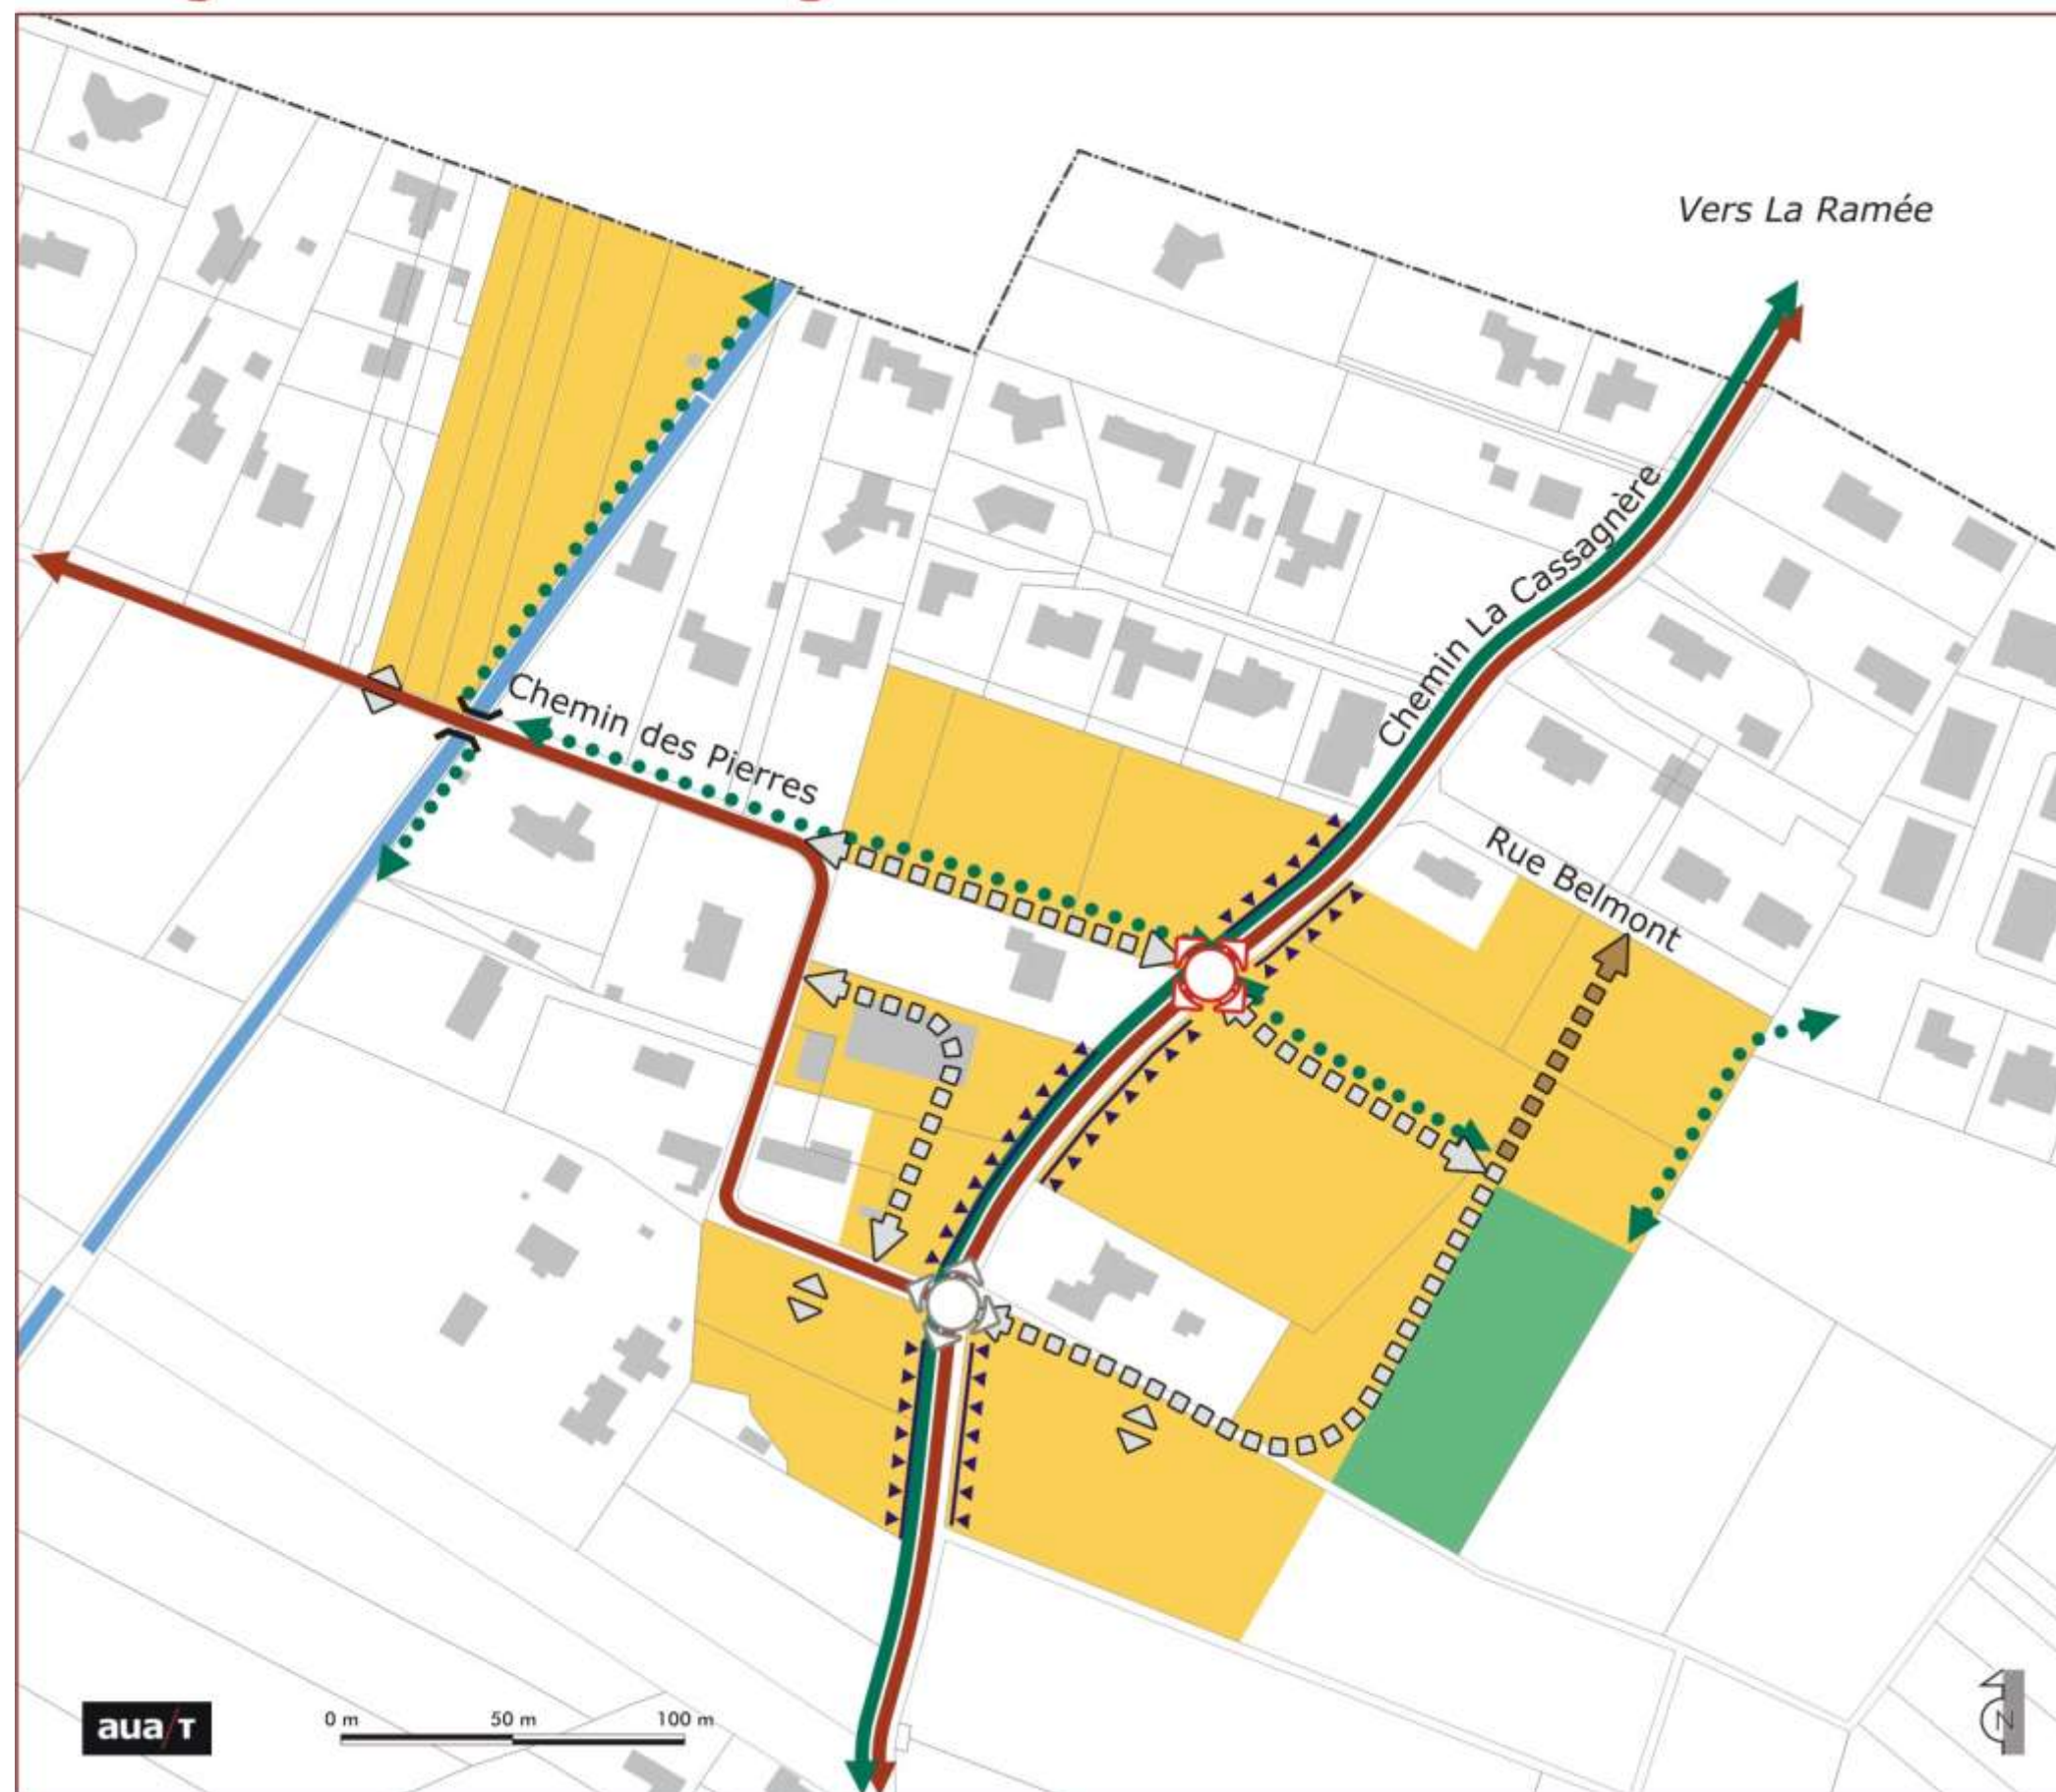 Vers La Ramée
Chemin La Cassagnère
Chemin des Pierres
Rue Belmont
aua/T
0 m 50 m 100 m
N